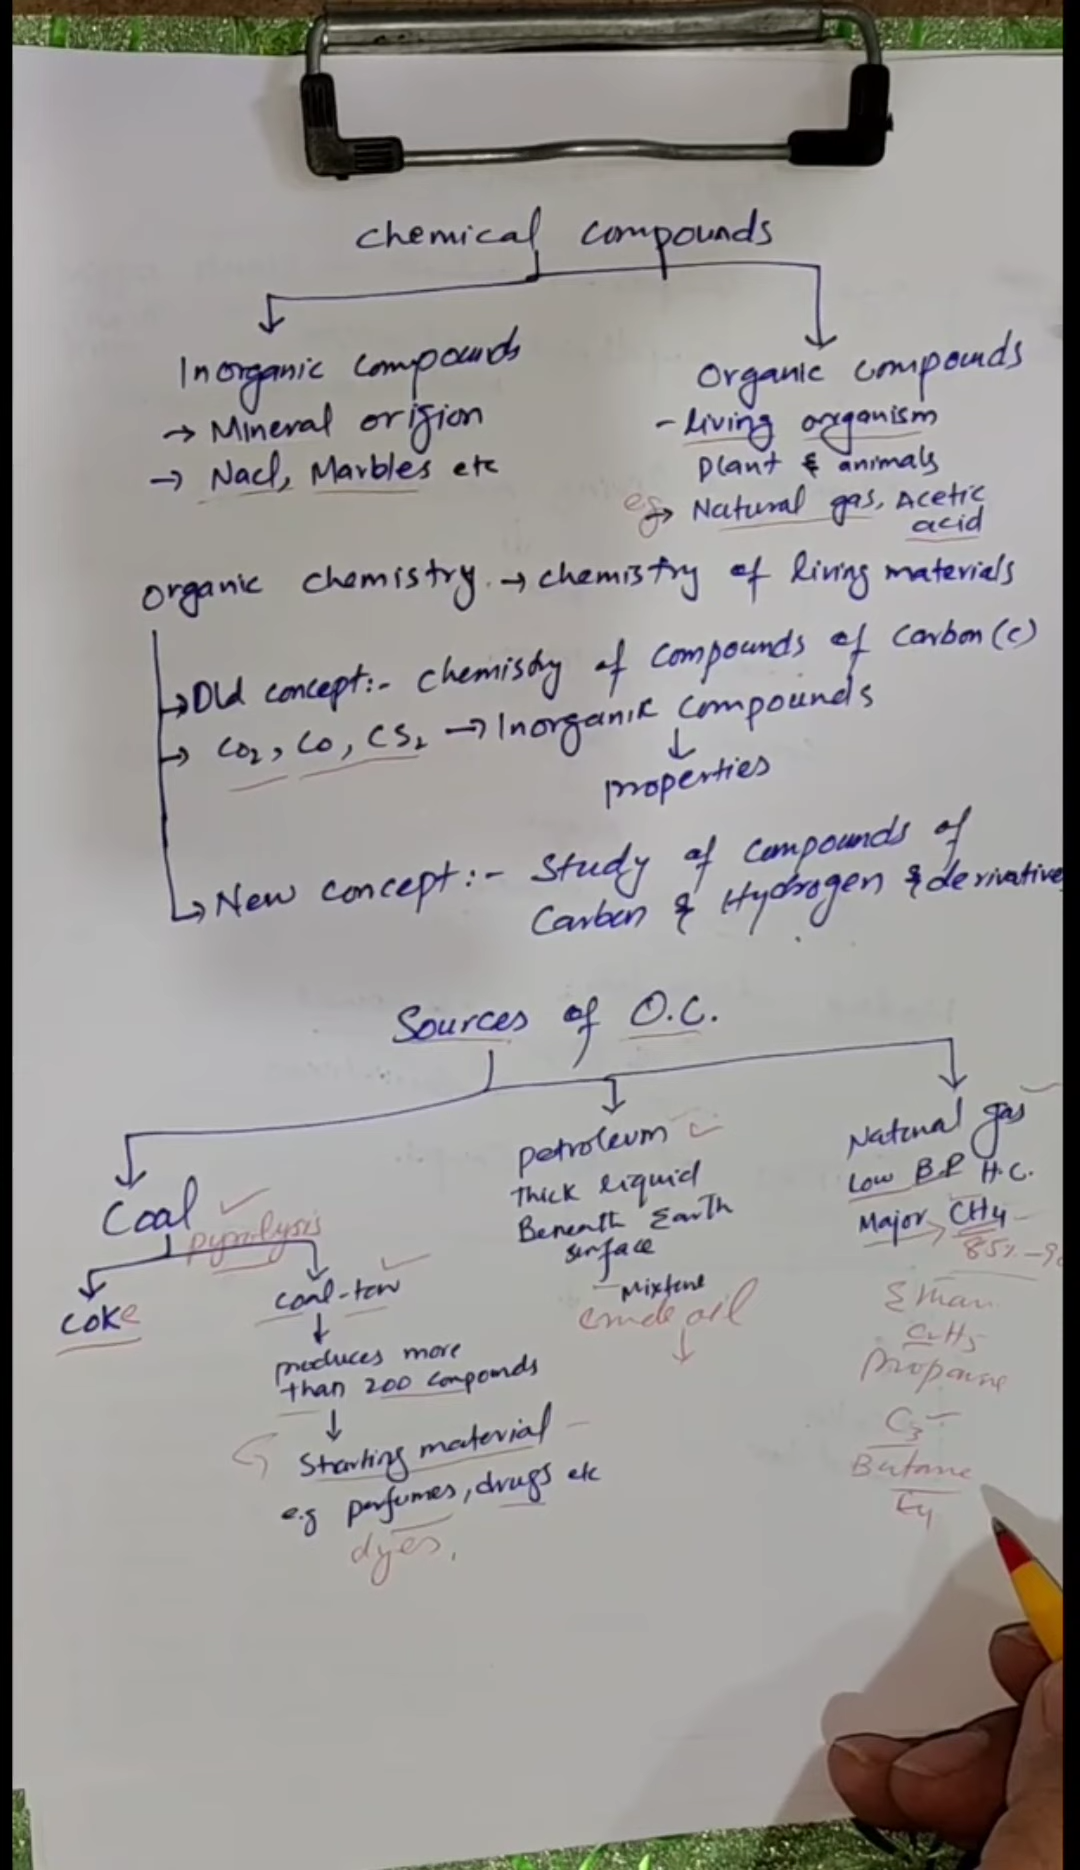 Chemical compounds
Inorganic compounds
→ Mineral origion
→ Nacl, Marbles etc
Organic compounds
- living organism
plant & animals
eg → Natural gas, Acetic
acid
organic chemistry → chemistry of living materials
→ Old concept:- chemistry of compounds of carbon (c)
→ CO2, CO, CS2 → Inorganic compounds
↓
properties
→ New concept:- Study of compounds of
Carbon & Hydrogen & derivative
Sources of O.C.
Coal
pyrolysis
coke
coal-tar
↓
produces more
than 200 compounds
↓
Starting material
e.g perfumes, drugs etc
dyes,
petroleum
Thick liquid
Beneath Earth
surface
- Mixture
crude oil
↓
Natural gas
Low B.P H.C.
Major → CH4
85% - 9
Ethan
C2H5
propane
C3
Butane
C4